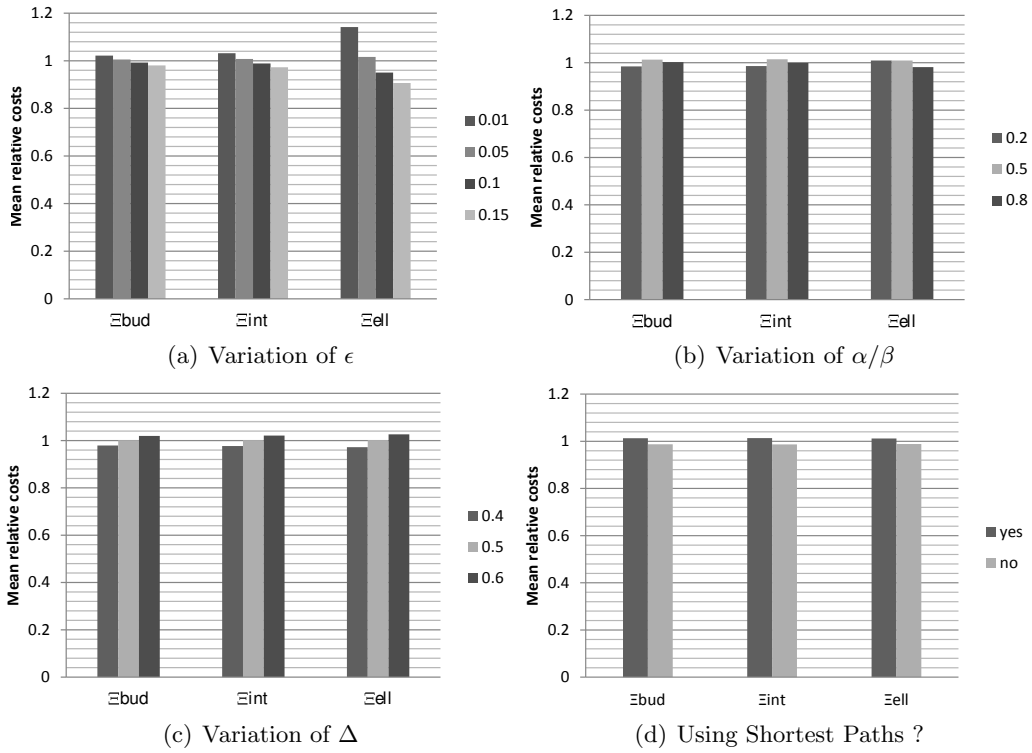 Mean relative costs
1.2
1
0.8
0.6
0.4
0.2
0
Ξbud Ξint Ξell
0.01
0.05
0.1
0.15
(a) Variation of ϵ
Mean relative costs
1.2
1
0.8
0.6
0.4
0.2
0
Ξbud Ξint Ξell
0.2
0.5
0.8
(b) Variation of α/β
Mean relative costs
1.2
1
0.8
0.6
0.4
0.2
0
Ξbud Ξint Ξell
0.4
0.5
0.6
(c) Variation of Δ
Mean relative costs
1.2
1
0.8
0.6
0.4
0.2
0
Ξbud Ξint Ξell
yes
no
(d) Using Shortest Paths ?